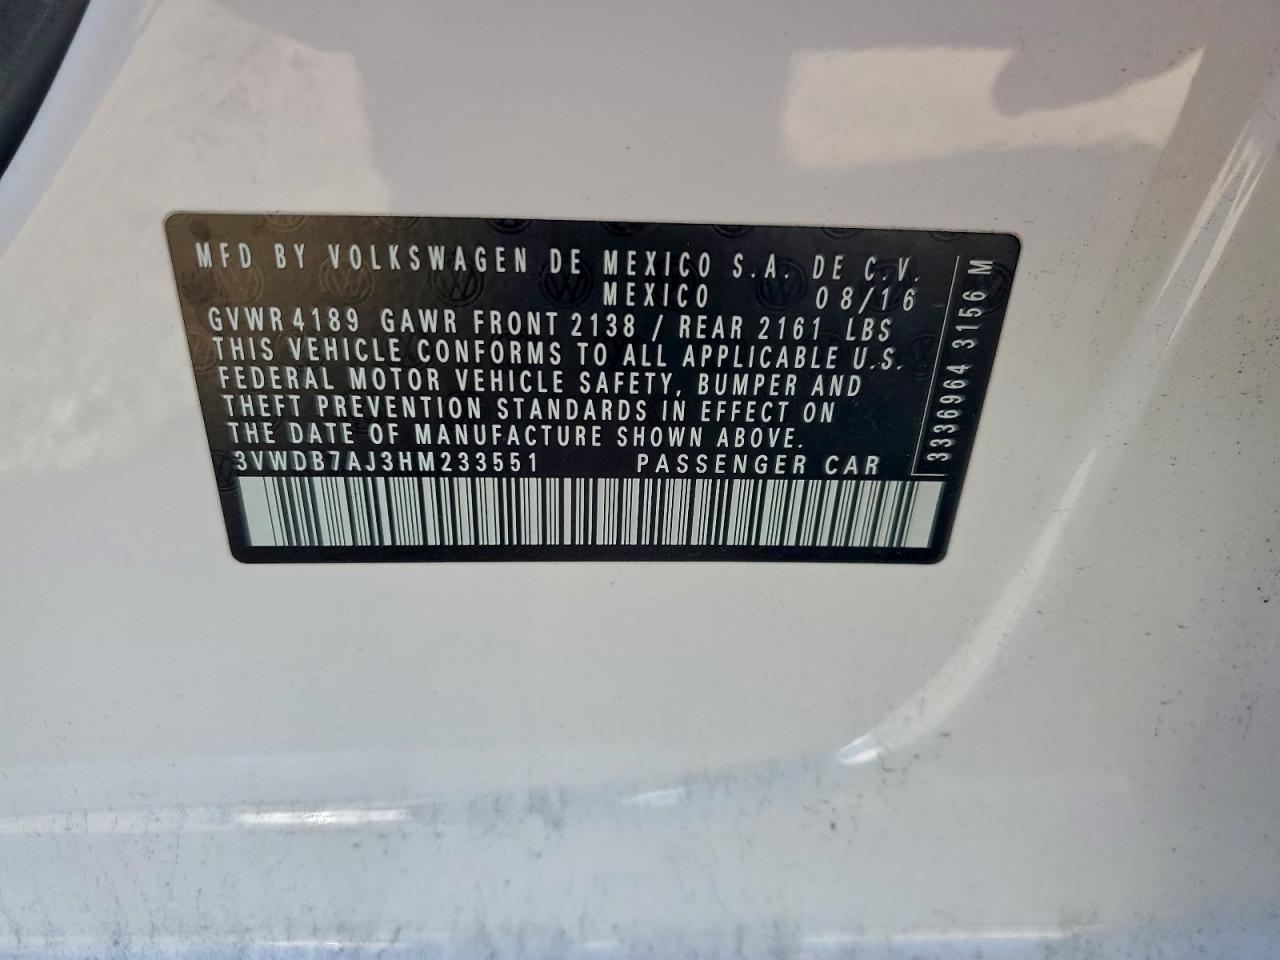 MFD BY VOLKSWAGEN DE MEXICO S.A. DE C.V.
MEXICO 08/16
GVWR 4189 GAWR FRONT 2138 / REAR 2161 LBS
THIS VEHICLE CONFORMS TO ALL APPLICABLE U.S.
FEDERAL MOTOR VEHICLE SAFETY, BUMPER AND
THEFT PREVENTION STANDARDS IN EFFECT ON
THE DATE OF MANUFACTURE SHOWN ABOVE.
3VWDB7AJ3HM233551 PASSENGER CAR
3336964 3156 M